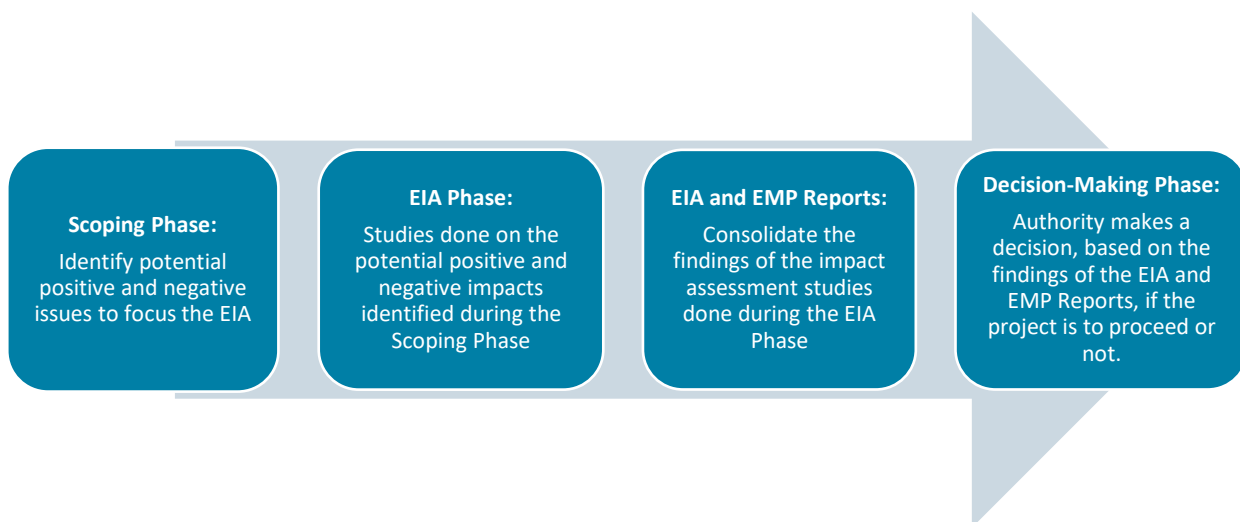 Scoping Phase:
Identify potential
positive and negative
issues to focus the EIA
EIA Phase:
Studies done on the
potential positive and
negative impacts
identified during the
Scoping Phase
EIA and EMP Reports:
Consolidate the
findings of the impact
assessment studies
done during the EIA
Phase
Decision-Making Phase:
Authority makes a
decision, based on the
findings of the EIA and
EMP Reports, if the
project is to proceed or
not.